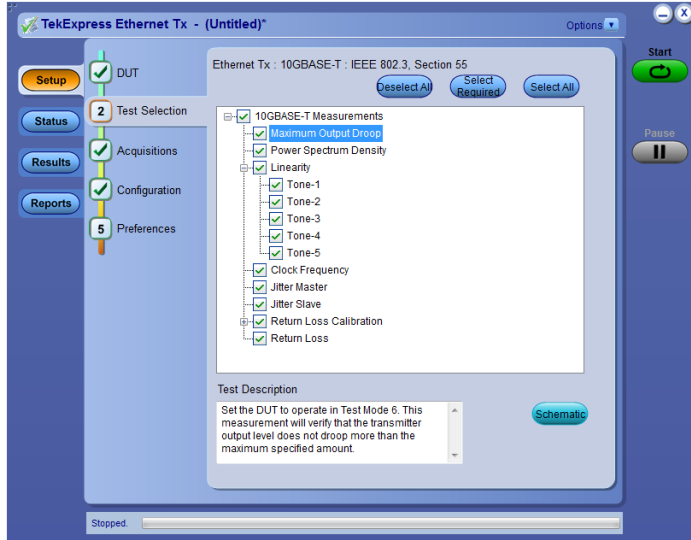 TekExpress Ethernet Tx - (Untitled)*
Options
Start
Pause
Setup
Status
Results
Reports
DUT
2 Test Selection
Acquisitions
Configuration
5 Preferences
Ethernet Tx : 10GBASE-T : IEEE 802.3, Section 55
Deselect All
Select Required
Select All
10GBASE-T Measurements
Maximum Output Droop
Power Spectrum Density
Linearity
Tone-1
Tone-2
Tone-3
Tone-4
Tone-5
Clock Frequency
Jitter Master
Jitter Slave
Return Loss Calibration
Return Loss
Test Description
Set the DUT to operate in Test Mode 6. This
measurement will verify that the transmitter
output level does not droop more than the
maximum specified amount.
Schematic
Stopped.